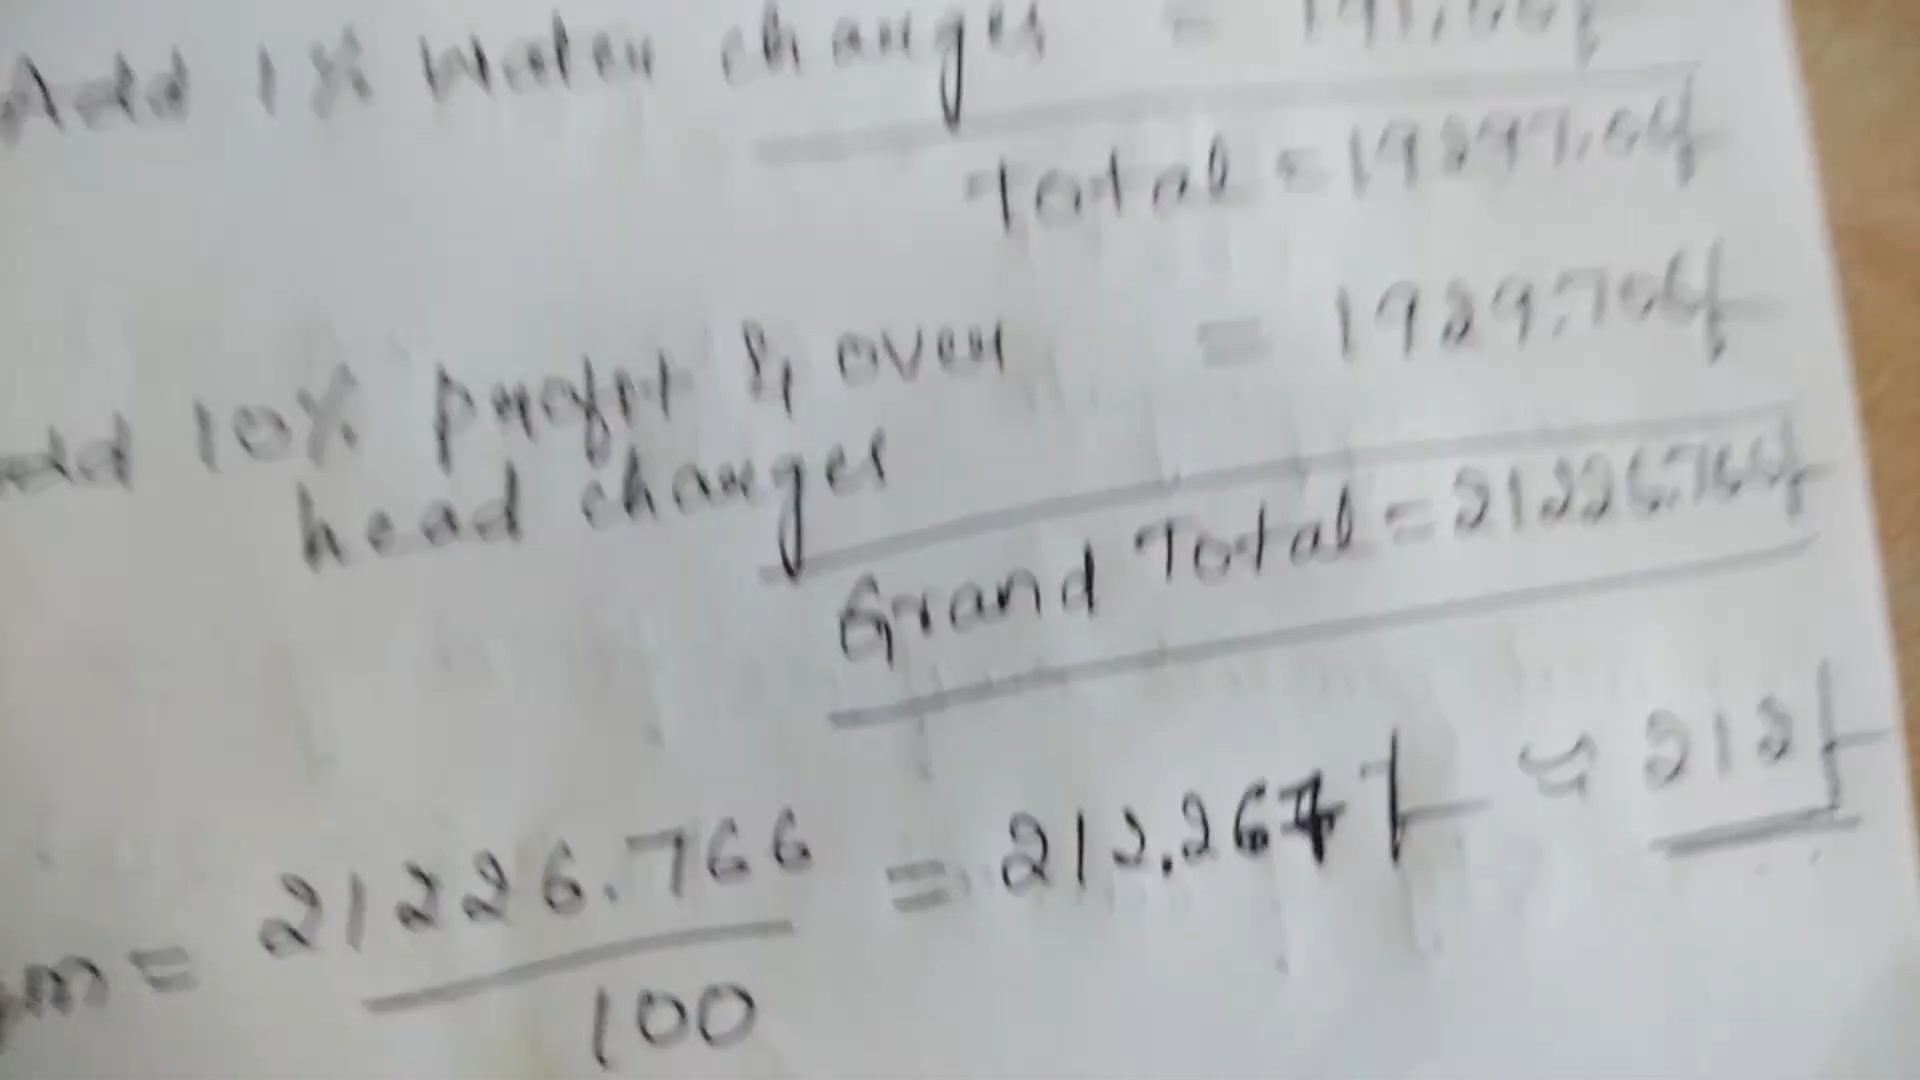 Add 1% Water charges =
Total = 19297.06/-
Add 10% profit & over = 1929.706/-
head charges
Grand Total = 21226.766/-
m = 21226.766/100 = 212.267/- ≈ 212/-